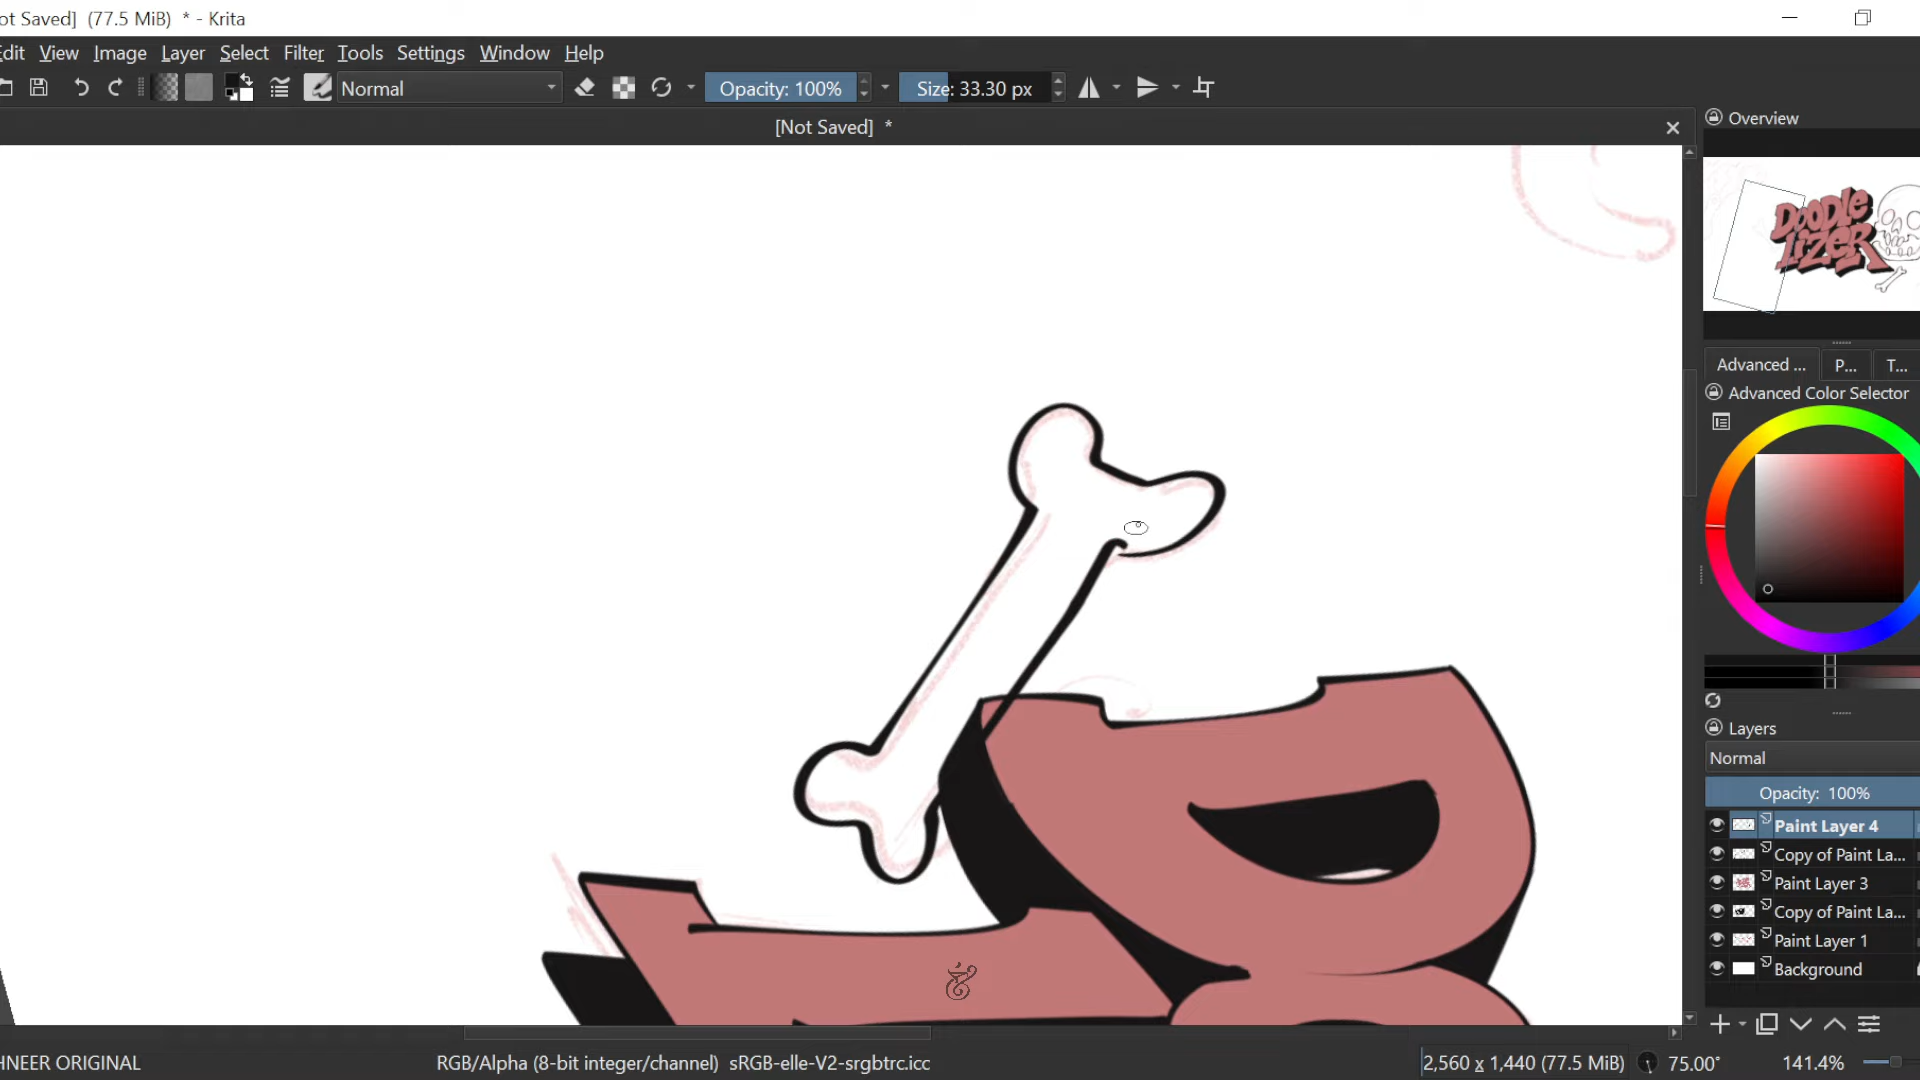 ot Saved] (77.5 MiB) * - Krita
Edit View Image Layer Select Filter Tools Settings Window Help
Normal Opacity: 100% Size: 33.30 px
[Not Saved] *
Overview
DOODLE
LIZER
Advanced ... P... T...
Advanced Color Selector
Layers
Normal
Opacity: 100%
Paint Layer 4
Copy of Paint La...
Paint Layer 3
Copy of Paint La...
Paint Layer 1
Background
HNEER ORIGINAL
RGB/Alpha (8-bit integer/channel) sRGB-elle-V2-srgbtrc.icc
2,560 x 1,440 (77.5 MiB) 75.00° 141.4%